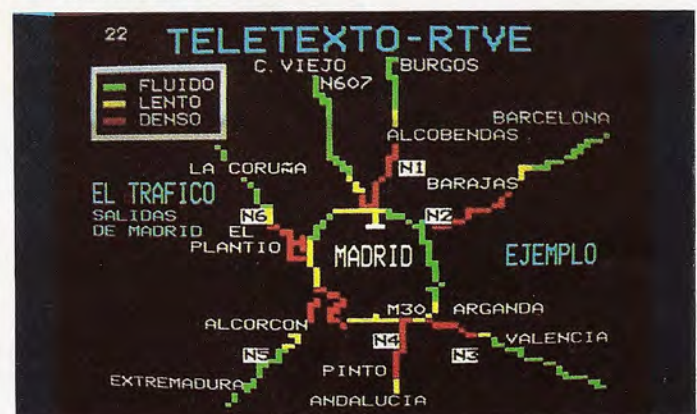 22
TELETEXTO-RTVE
C. VIEJO
BURGOS
N607
FLUIDO
LENTO
DENSO
ALCOBENDAS
BARCELONA
N1
LA CORUÑA
BARAJAS
EL TRAFICO
SALIDAS
DE MADRID
N6
N2
EL
PLANTIO
MADRID
EJEMPLO
M30
ARGANDA
ALCORCON
VALENCIA
N5
N4
N3
PINTO
EXTREMADURA
ANDALUCIA